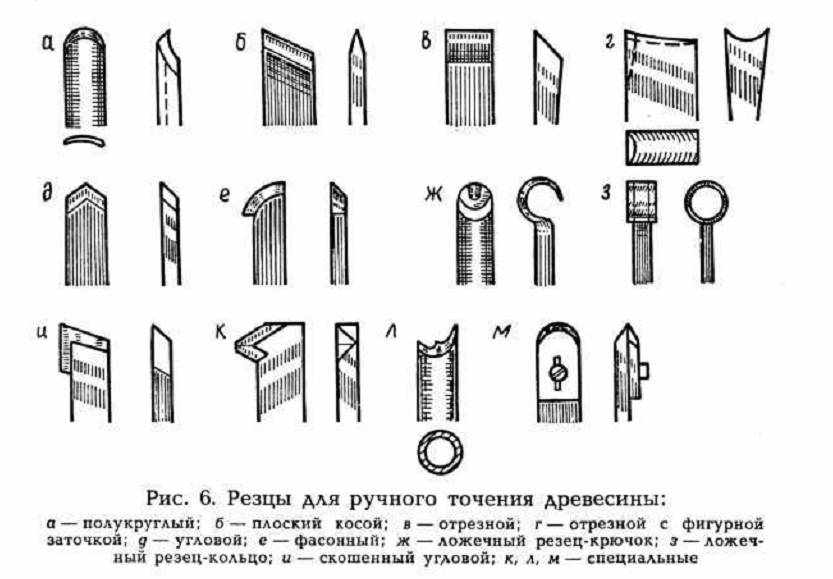 а
б
в
г
д
е
ж
з
и
к
л
м
Рис. 6. Резцы для ручного точения древесины:
а — полукруглый; б — плоский косой; в — отрезной; г — отрезной с фигурной
заточкой; д — угловой; е — фасонный; ж — ложечный резец-крючок; з — ложеч-
ный резец-кольцо; и — скошенный угловой; к, л, м — специальные